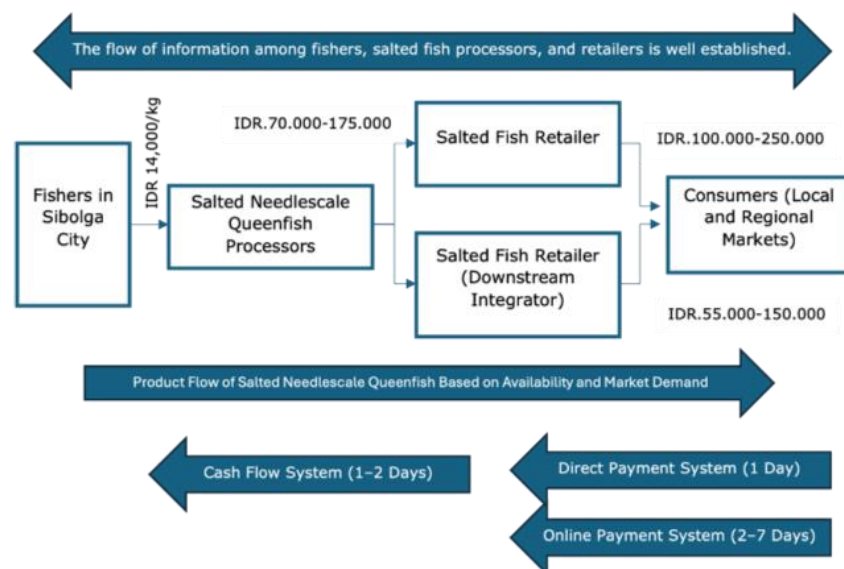 The flow of information among fishers, salted fish processors, and retailers is well established.
IDR 14,000/kg
IDR.70.000-175.000
Salted Fish Retailer
IDR.100.000-250.000
Fishers in
Sibolga
City
Salted Needlescale
Queenfish
Processors
Consumers (Local
and Regional
Markets)
Salted Fish Retailer
(Downstream
Integrator)
IDR.55.000-150.000
Product Flow of Salted Needlescale Queenfish Based on Availability and Market Demand
Cash Flow System (1–2 Days)
Direct Payment System (1 Day)
Online Payment System (2–7 Days)